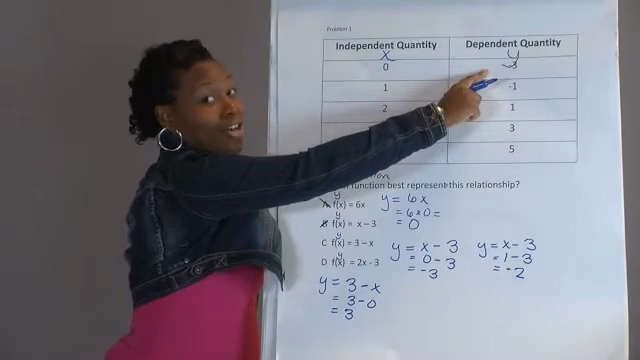 Problem 1
Independent Quantity Dependent Quantity
x y
0 -3
1 -1
2 1
3
5
function best represent this relationship?
y
A f(x) = 6x
y
B f(x) = x – 3
y
C f(x) = 3 – x
y
D f(x) = 2x - 3
y = 6x
= 6x0 =
= 0
y = x - 3
= 0 - 3
= -3
y = x - 3
= 1 - 3
= -2
y = 3 - x
= 3 - 0
= 3